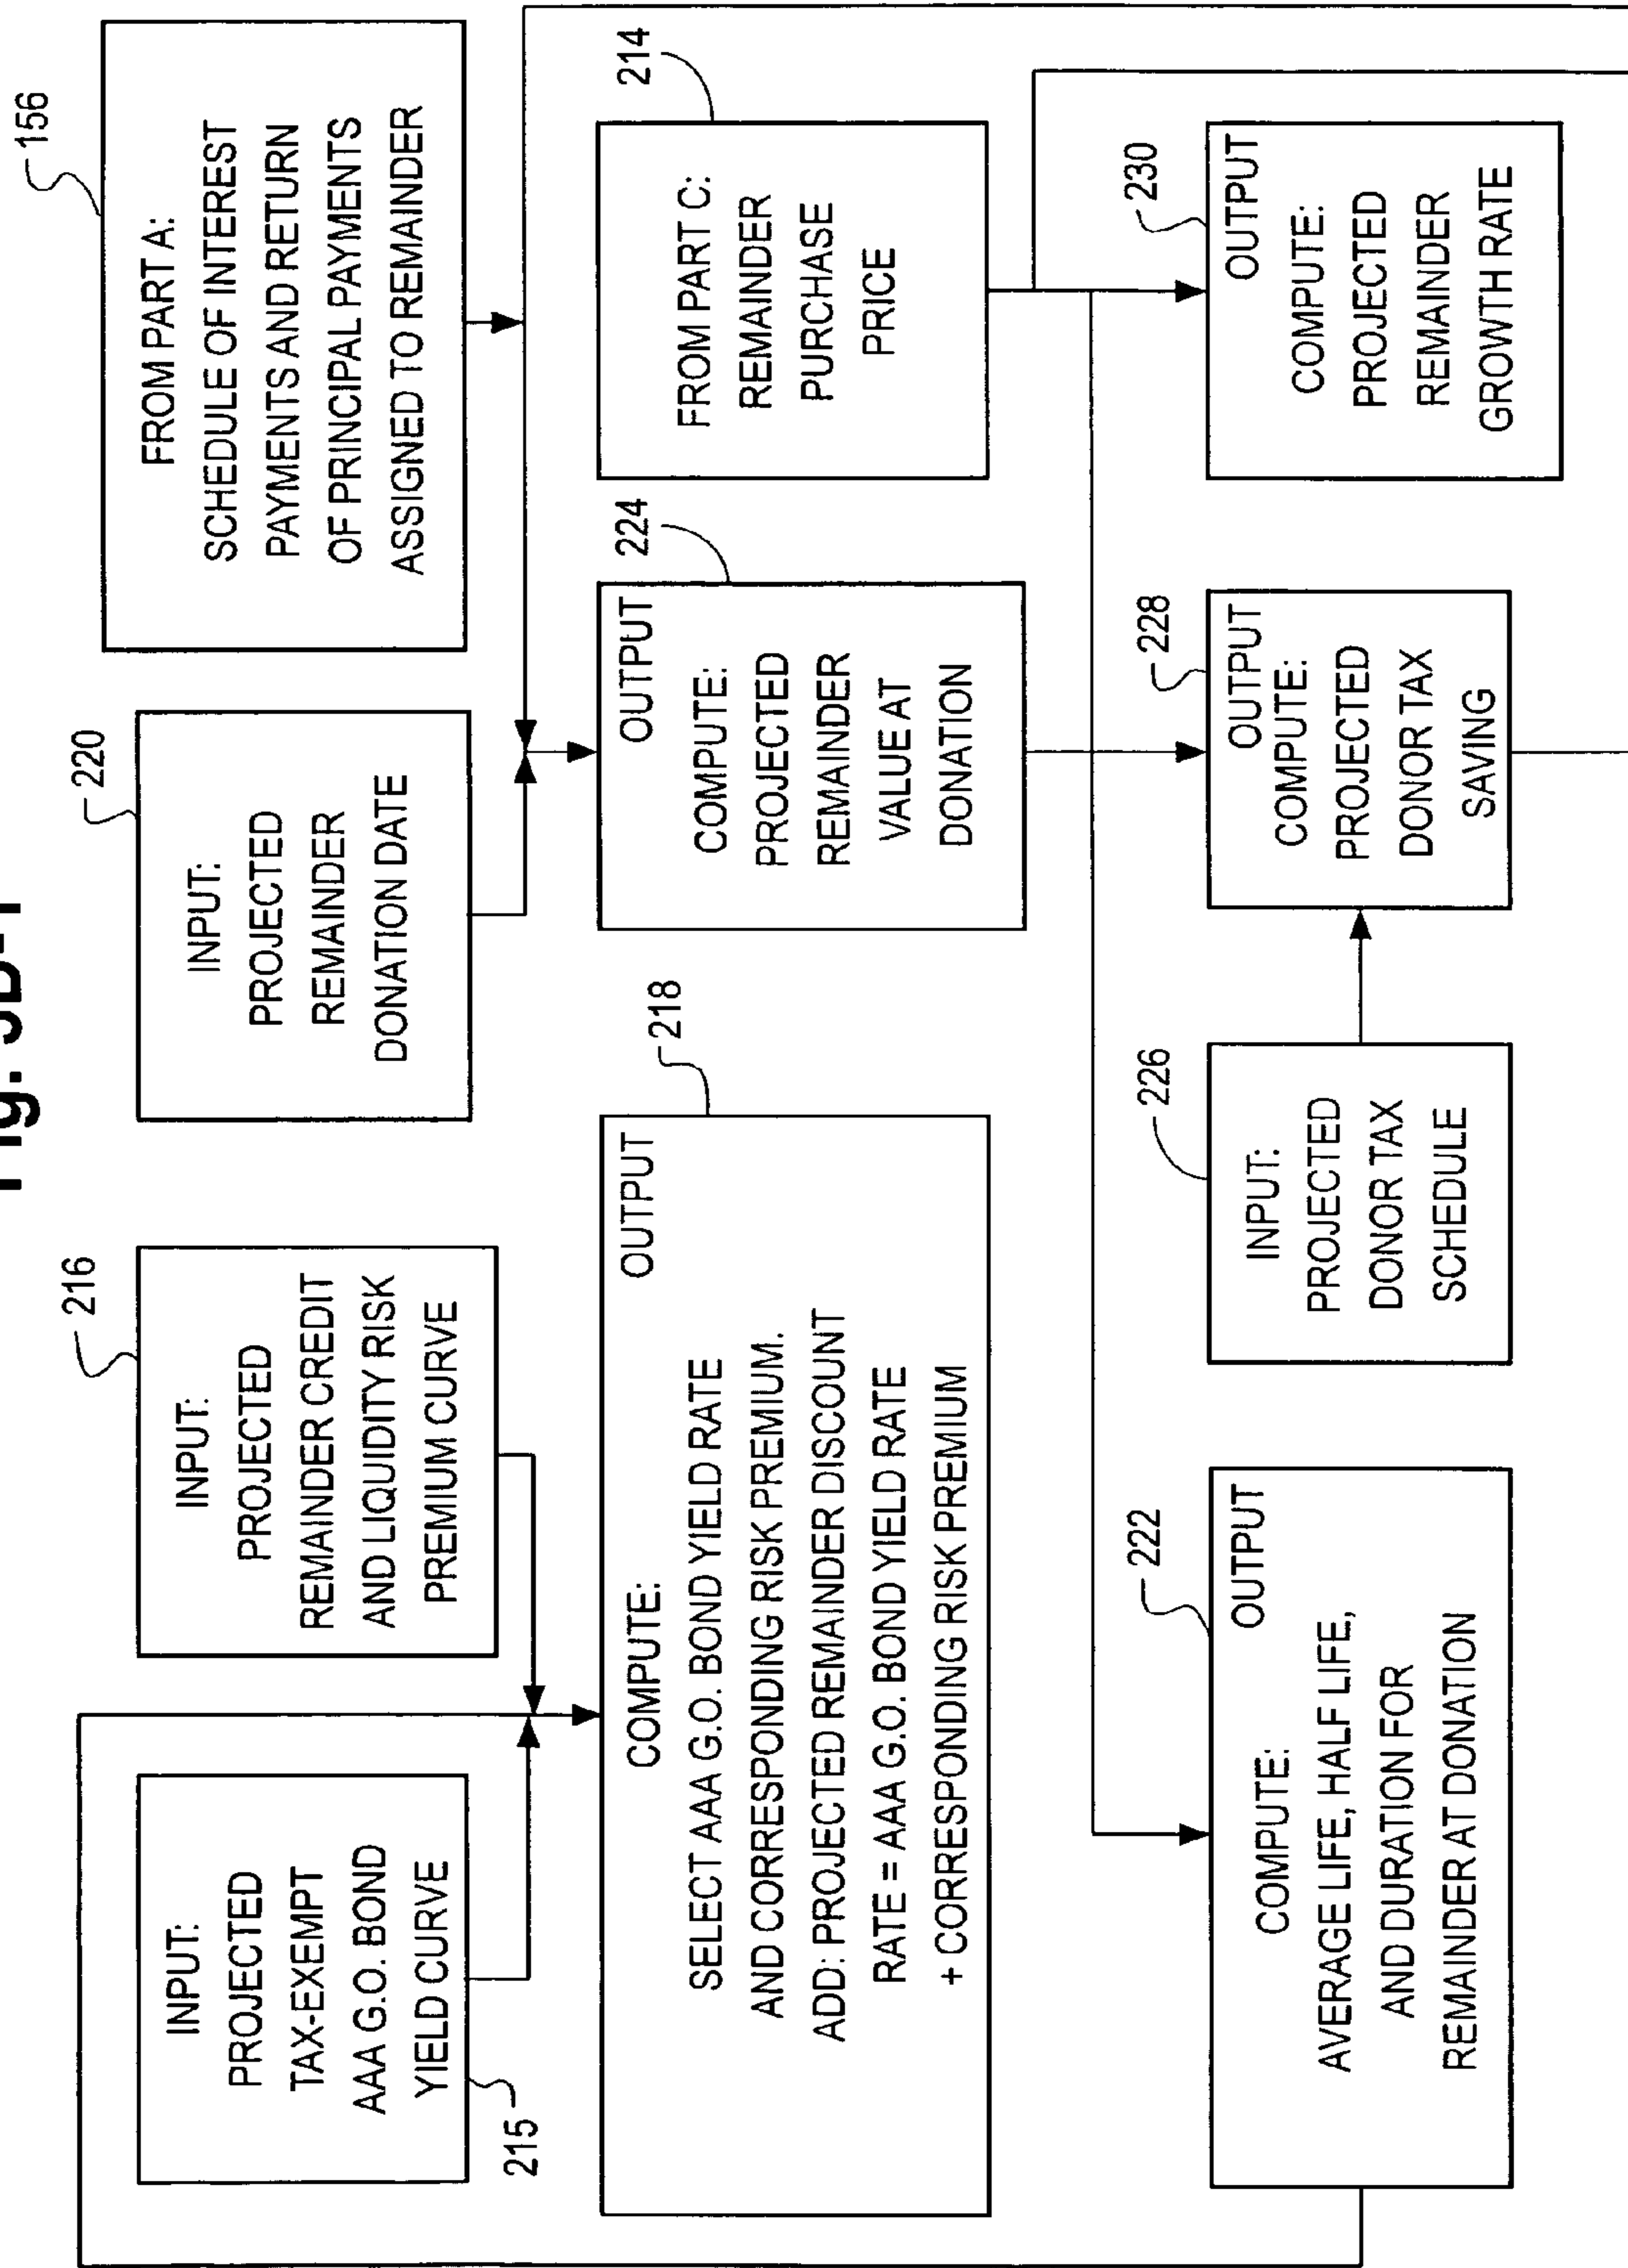 Fig. 3D-1
215
INPUT:
PROJECTED
TAX-EXEMPT
AAA G.O. BOND
YIELD CURVE
216
INPUT:
PROJECTED
REMAINDER CREDIT
AND LIQUIDITY RISK
PREMIUM CURVE
220
INPUT:
PROJECTED
REMAINDER
DONATION DATE
156
FROM PART A:
SCHEDULE OF INTEREST
PAYMENTS AND RETURN
OF PRINCIPAL PAYMENTS
ASSIGNED TO REMAINDER
218
OUTPUT
COMPUTE:
SELECT AAA G.O. BOND YIELD RATE
AND CORRESPONDING RISK PREMIUM.
ADD: PROJECTED REMAINDER DISCOUNT
RATE = AAA G.O. BOND YIELD RATE
+ CORRESPONDING RISK PREMIUM
224
OUTPUT
COMPUTE:
PROJECTED
REMAINDER
VALUE AT
DONATION
214
FROM PART C:
REMAINDER
PURCHASE
PRICE
222
OUTPUT
COMPUTE:
AVERAGE LIFE, HALF LIFE,
AND DURATION FOR
REMAINDER AT DONATION
226
INPUT:
PROJECTED
DONOR TAX
SCHEDULE
228
OUTPUT
COMPUTE:
PROJECTED
DONOR TAX
SAVING
230
OUTPUT
COMPUTE:
PROJECTED
REMAINDER
GROWTH RATE